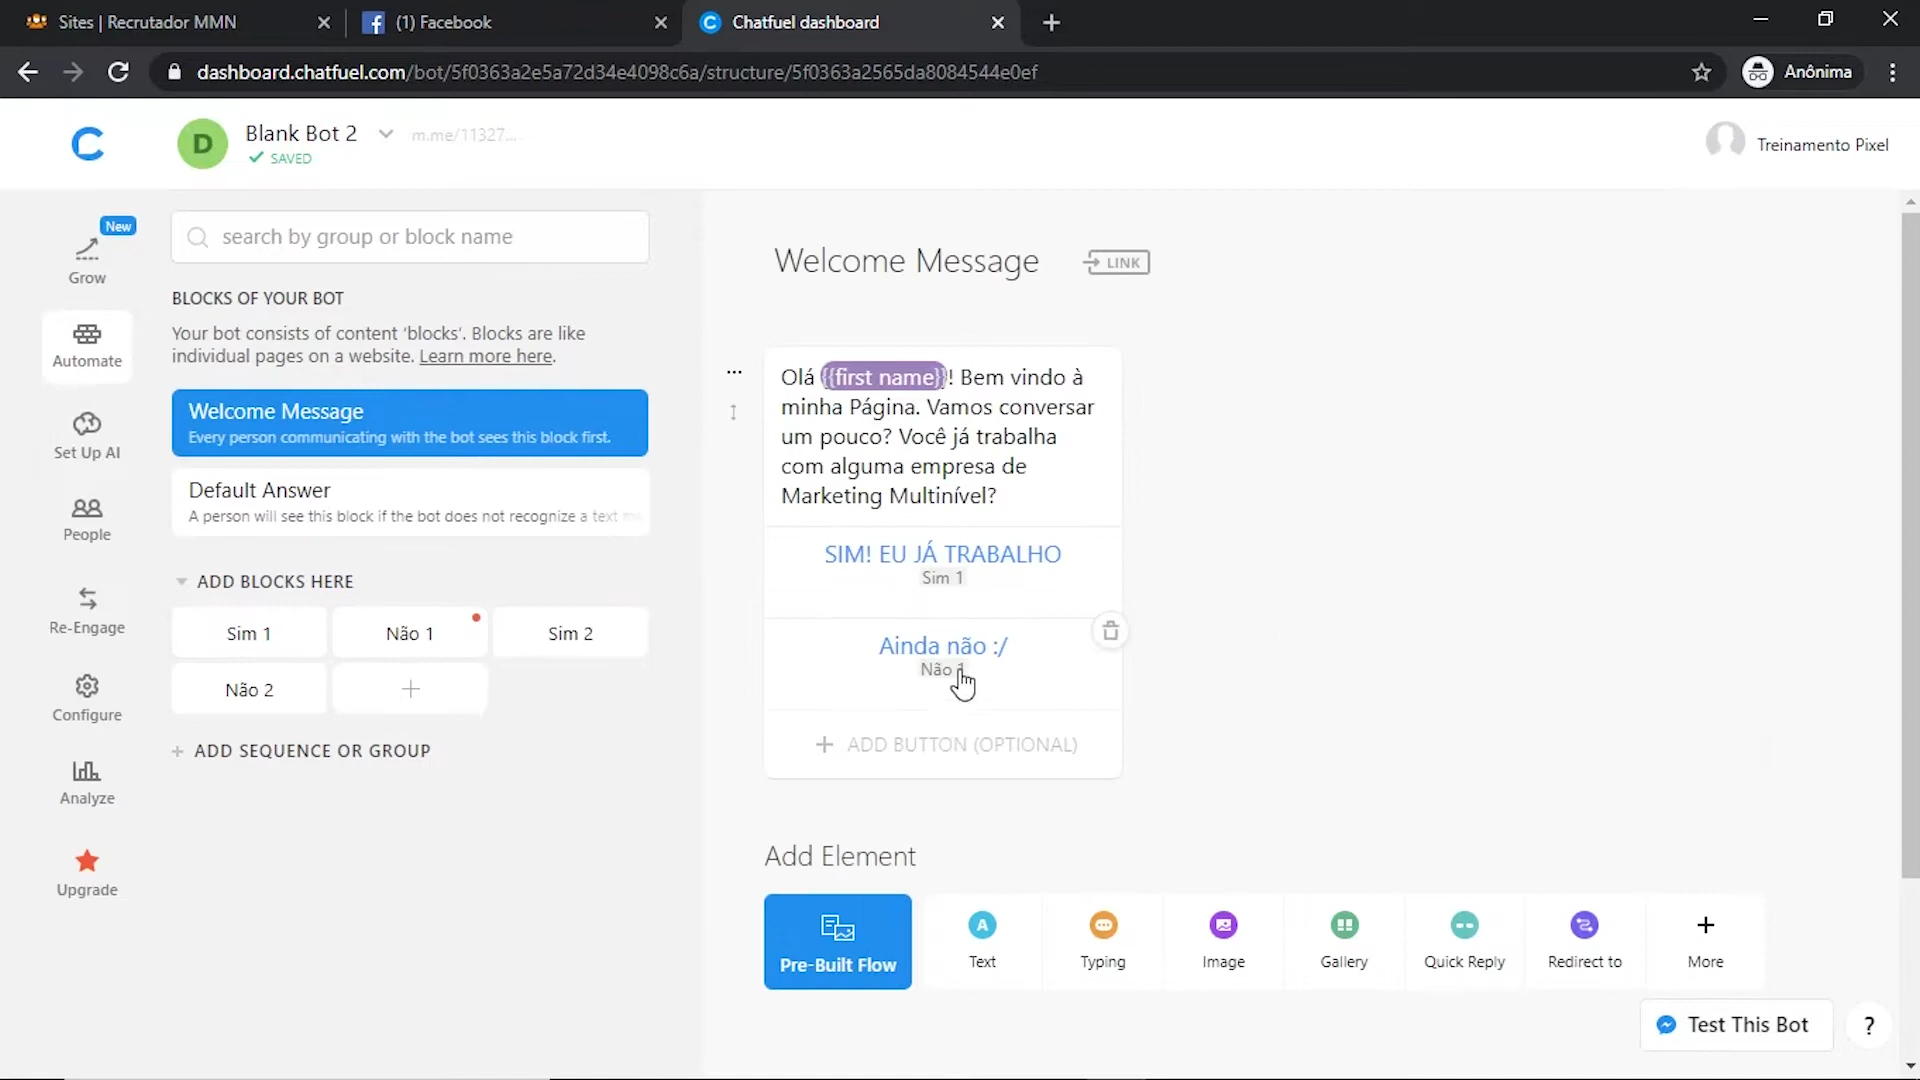 Sites | Recrutador MMN
(1) Facebook
Chatfuel dashboard
dashboard.chatfuel.com/bot/5f0363a2e5a72d34e4098c6a/structure/5f0363a2565da8084544e0ef
Anônima
D
Blank Bot 2
m.me/11327...
SAVED
Treinamento Pixel
New
Grow
Automate
Set Up AI
People
Re-Engage
Configure
Analyze
Upgrade
search by group or block name
BLOCKS OF YOUR BOT
Your bot consists of content 'blocks'. Blocks are like
individual pages on a website. Learn more here.
Welcome Message
Every person communicating with the bot sees this block first.
Default Answer
A person will see this block if the bot does not recognize a text
ADD BLOCKS HERE
Sim 1
Não 1
Sim 2
Não 2
+
+ ADD SEQUENCE OR GROUP
Welcome Message
LINK
Olá {{first name}}! Bem vindo à
minha Página. Vamos conversar
um pouco? Você já trabalha
com alguma empresa de
Marketing Multinível?
SIM! EU JÁ TRABALHO
Sim 1
Ainda não :/
Não 1
+ ADD BUTTON (OPTIONAL)
Add Element
Pre-Built Flow
A
Text
Typing
Image
Gallery
Quick Reply
Redirect to
More
Test This Bot
?